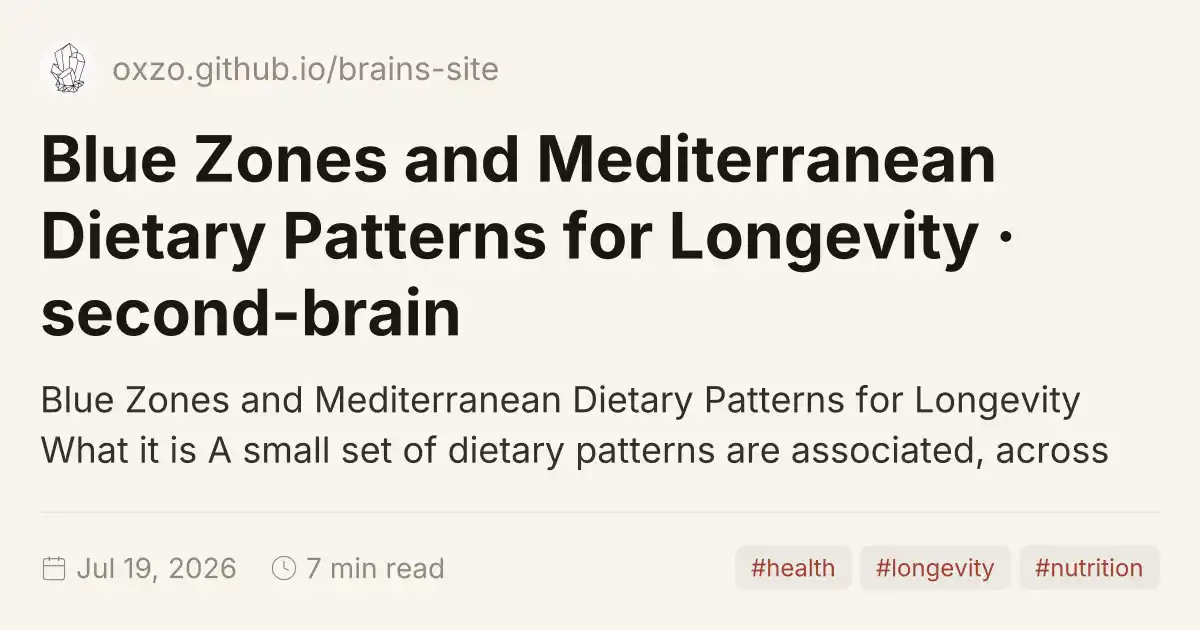 oxzo.github.io/brains-site
Blue Zones and Mediterranean
Dietary Patterns for Longevity ·
second-brain
Blue Zones and Mediterranean Dietary Patterns for Longevity
What it is A small set of dietary patterns are associated, across
Jul 19, 2026 7 min read #health #longevity #nutrition